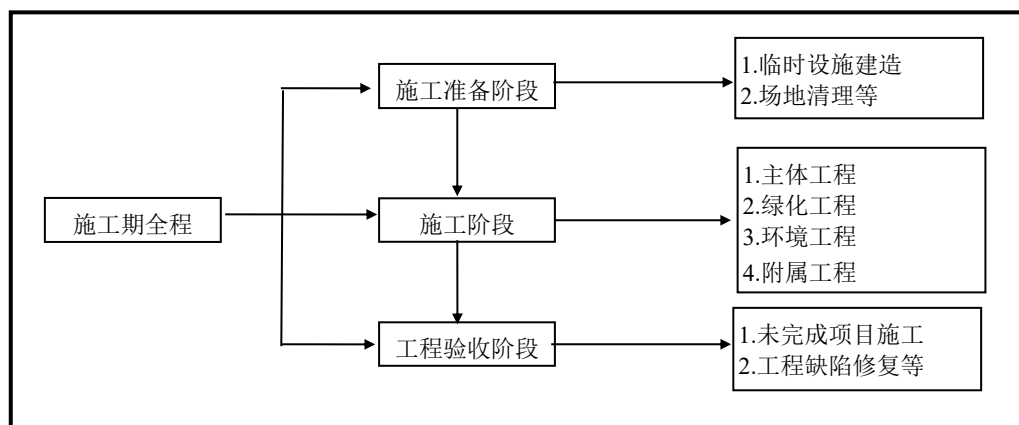 施工准备阶段
1.临时设施建造
2.场地清理等
施工期全程
施工阶段
1.主体工程
2.绿化工程
3.环境工程
4.附属工程
工程验收阶段
1.未完成项目施工
2.工程缺陷修复等